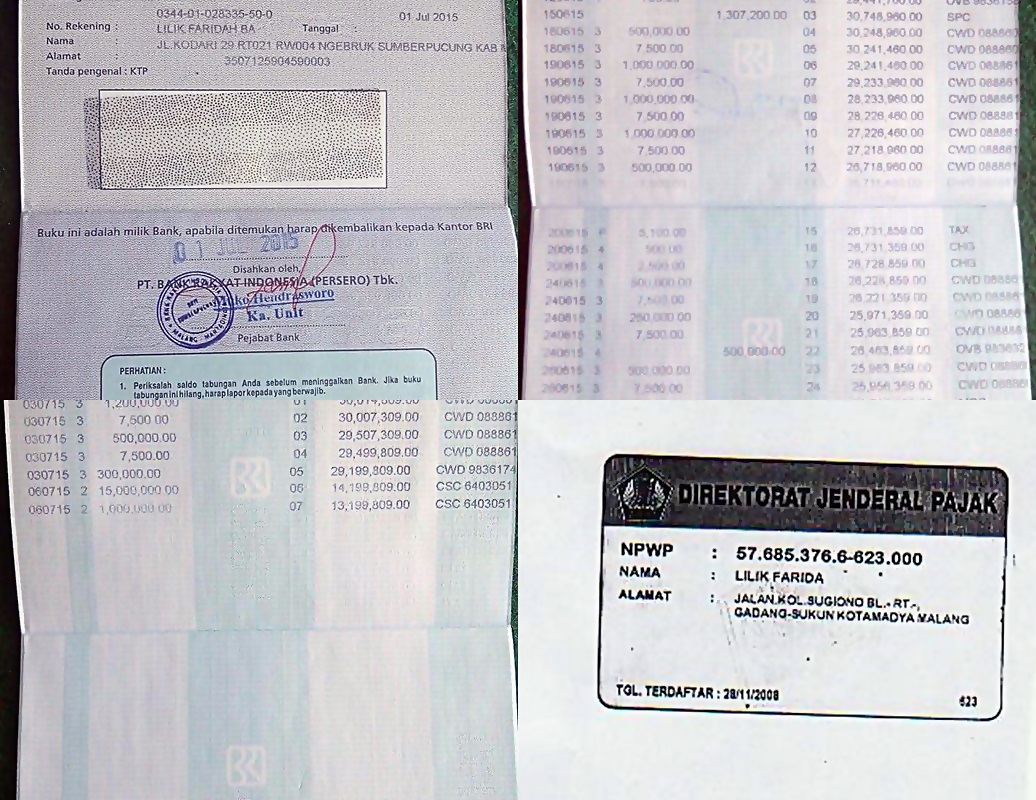 0344-01-028335-50-0
01 Jul 2015
No. Rekening :
LILIK FARIDAH BA
Tanggal :
Nama :
JL.KODARI 29 RT021 RW004 NGEBRUK SUMBERPUCUNG KAB
Alamat :
3507125904590003
Tanda pengenal : KTP
Buku ini adalah milik Bank, apabila ditemukan harap dikembalikan kepada Kantor BRI
01 JUL 2015
Disahkan oleh,
PT. BANK RAKYAT INDONESIA (PERSERO) Tbk.
Hendrasworo
Ka. Unit
Pejabat Bank
PERHATIAN :
1. Periksalah saldo tabungan Anda sebelum meninggalkan Bank. Jika buku
tabungan ini hilang, harap lapor kepada yang berwajib.
150615 1,307,200.00 03 30,748,960.00 SPC
180615 3 500,000.00 04 30,248,960.00 CWD 088861
180615 3 7,500.00 05 30,241,460.00 CWD 088861
190615 3 1,000,000.00 06 29,241,460.00 CWD 088861
190615 3 7,500.00 07 29,233,960.00 CWD 088861
190615 3 1,000,000.00 08 28,233,960.00 CWD 088861
190615 3 7,500.00 09 28,226,460.00 CWD 088861
190615 3 1,000,000.00 10 27,226,460.00 CWD 088861
190615 3 7,500.00 11 27,218,960.00 CWD 088861
190615 3 500,000.00 12 26,718,960.00 CWD 088861
200615 5,100.00 15 26,731,859.00 TAX
200615 4 500.00 16 26,731,359.00 CHG
200615 4 2,500.00 17 26,728,859.00 CHG
240615 3 500,000.00 18 26,228,859.00 CWD 08886
240615 3 7,500.00 19 26,221,359.00 CWD 08886
240615 3 250,000.00 20 25,971,359.00 CWD 08886
240615 3 7,500.00 21 25,963,859.00 CWD 08886
240615 4 500,000.00 22 26,463,859.00 OVB
260615 3 500,000.00 23 25,963,859.00 CWD
260615 3 7,500.00 24 25,956,359.00 CWD 08886
030715 3 1,200,000.00 01
7,500.00 02 30,007,309.00 CWD 088861
030715 3
030715 3 500,000.00 03 29,507,309.00 CWD 088861
030715 3 7,500.00 04 29,499,809.00 CWD 088861
030715 3 300,000.00 05 29,199,809.00 CWD 9836174
060715 2 15,000,000.00 06 14,199,809.00 CSC 6403051
060715 2 1,000,000.00 07 13,199,809.00 CSC 6403051
DIREKTORAT JENDERAL PAJAK
NPWP : 57.685.376.6-623.000
NAMA : LILIK FARIDA
ALAMAT : JALAN.KOL.SUGIONO BL.- RT-,
GADANG-SUKUN KOTAMADYA MALANG
TGL. TERDAFTAR : 28/11/2008
623